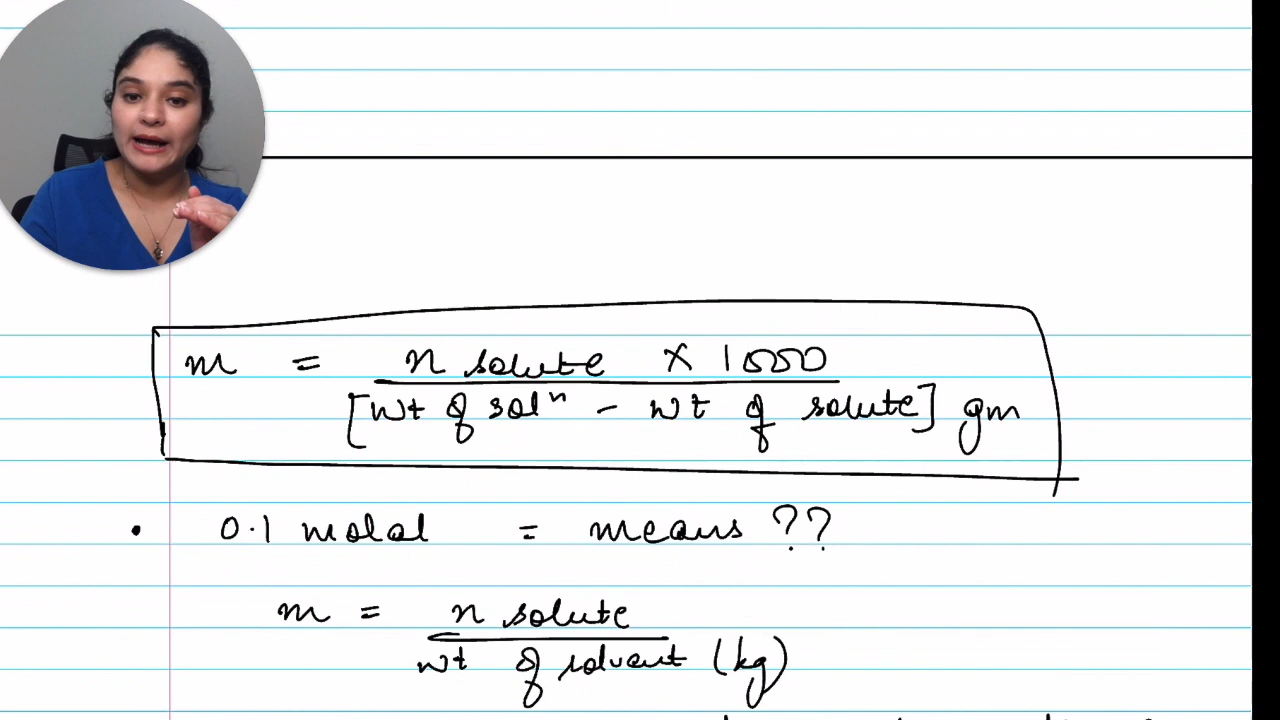 m = n solute × 1000
[wt of solⁿ - wt of solute] gm
• 0.1 molal = means ??
m = n solute
wt of solvent (kg)